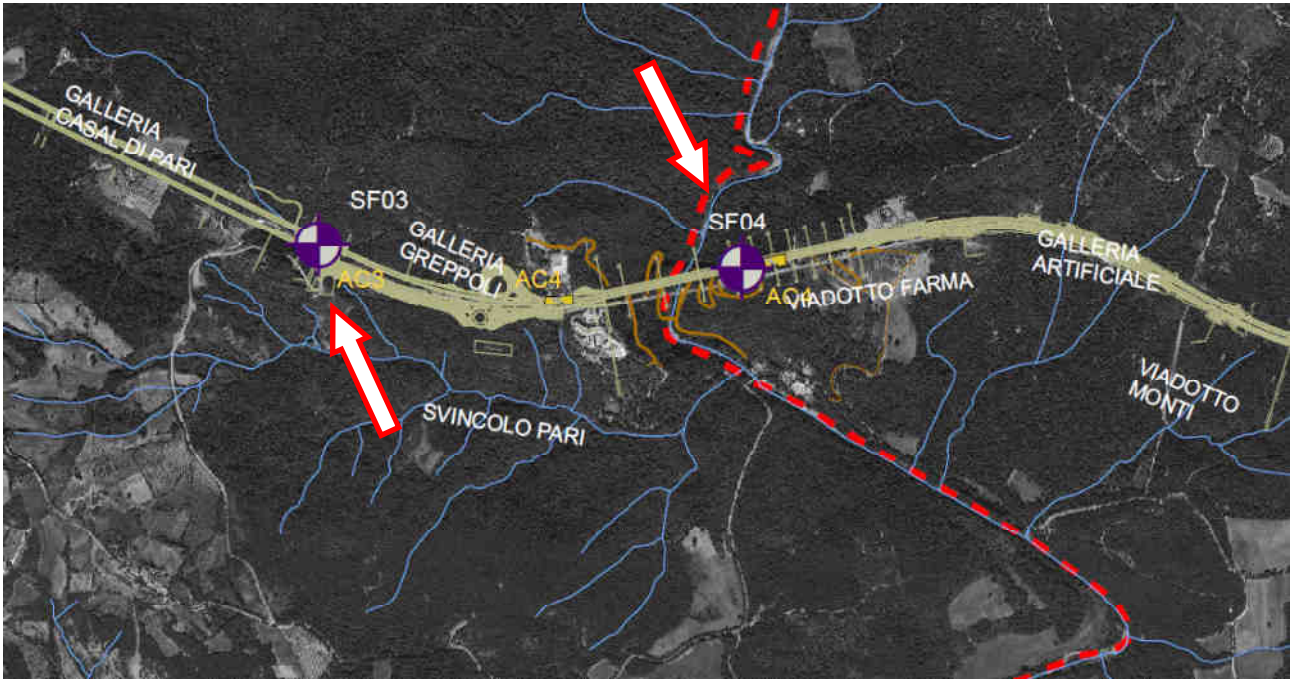 GALLERIA
CASAL DI PARI
SF03
GALLERIA
GREPPOLI
AC3
AC4
SVINCOLO PARI
SF04
AC4
VIADOTTO FARMA
GALLERIA
ARTIFICIALE
VIADOTTO
MONTI